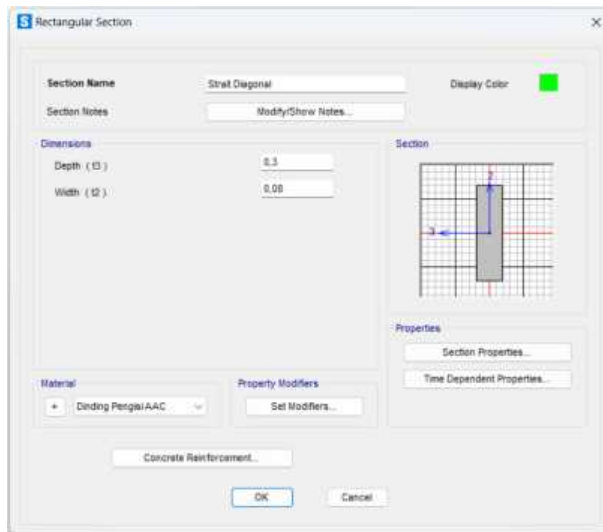 S Rectangular Section
Section Name
Strait Diagonal
Display Color
Section Notes
Modify/Show Notes...
Dimensions
Depth ( t3 )
0,3
Width ( t2 )
0,08
Section
2
3
Properties
Section Properties...
Time Dependent Properties...
Material
+
Dinding Pengisi AAC
Property Modifiers
Set Modifiers...
Concrete Reinforcement...
OK
Cancel